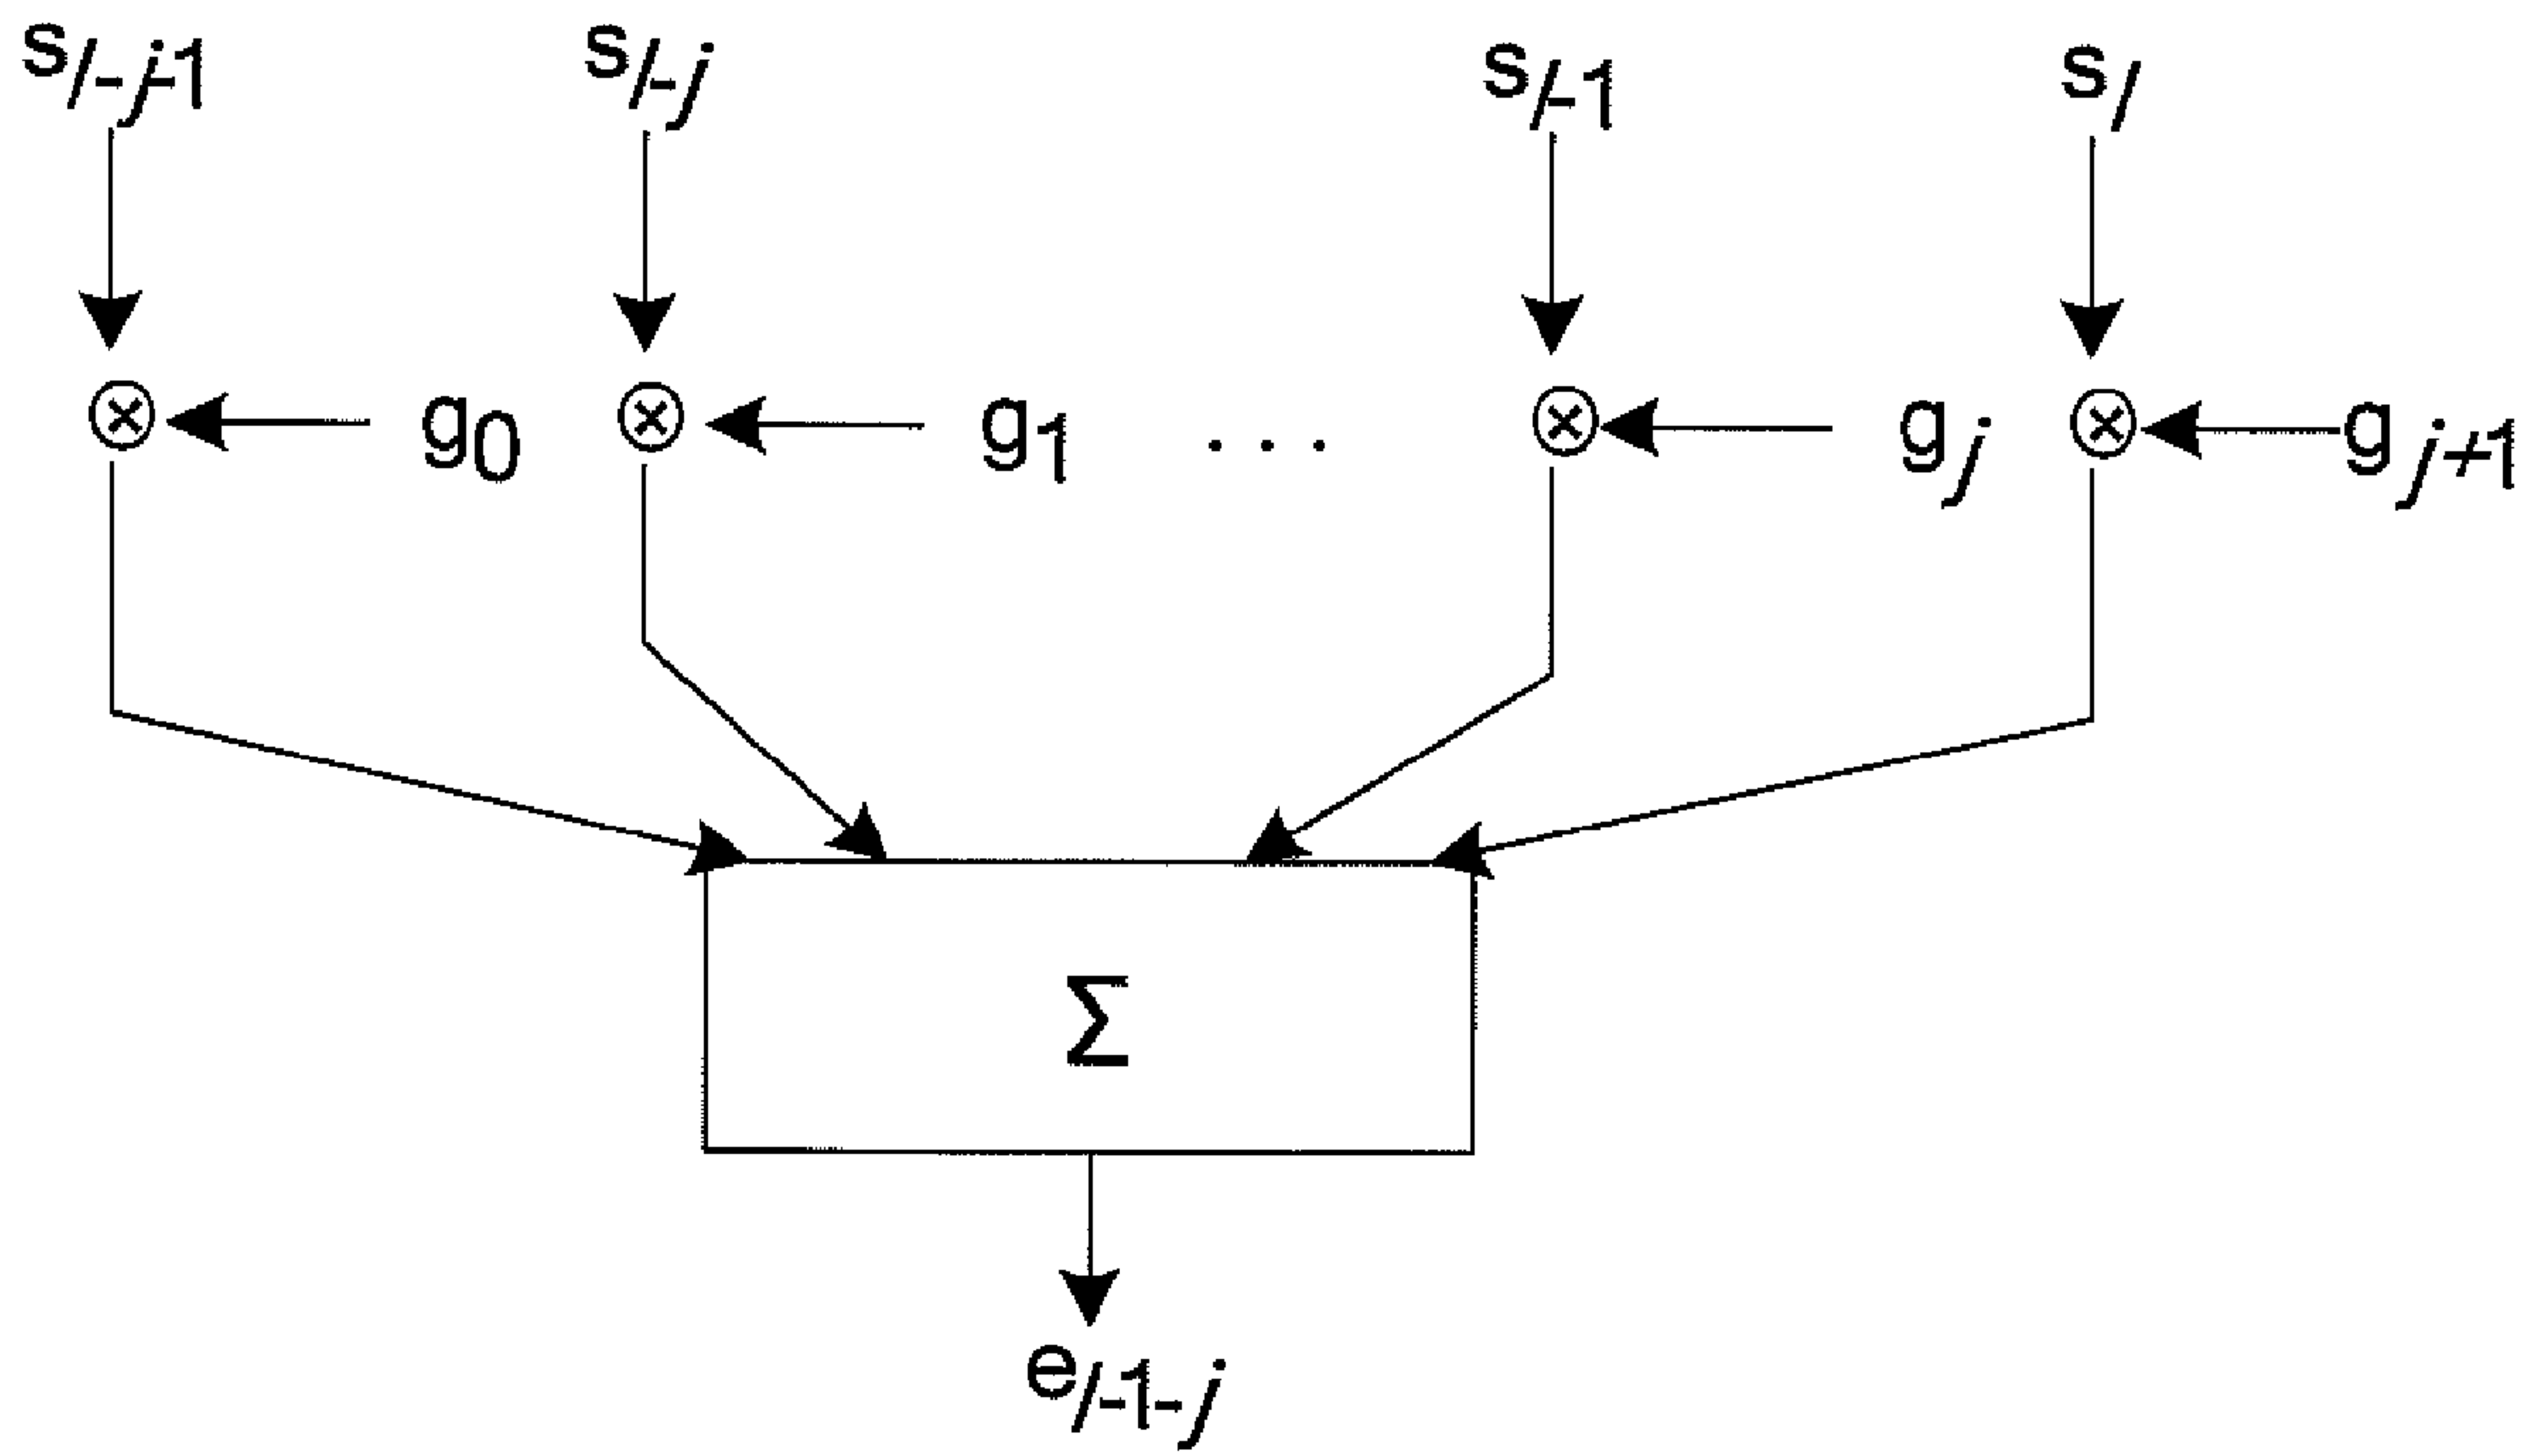 s_{l-j-1} s_{l-j} s_{l-1} s_l
⊗ g_0 ⊗ g_1 ... ⊗ g_j ⊗ g_{j+1}
Σ
e_{l-1-j}